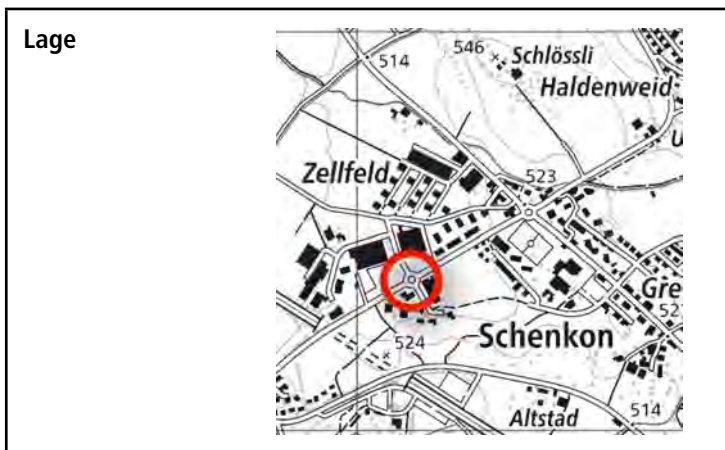 Lage
546
Schlössli
514
Haldenweid
U
Zellfeld
523
Gre
52
Schenkon
524
Altstad
514